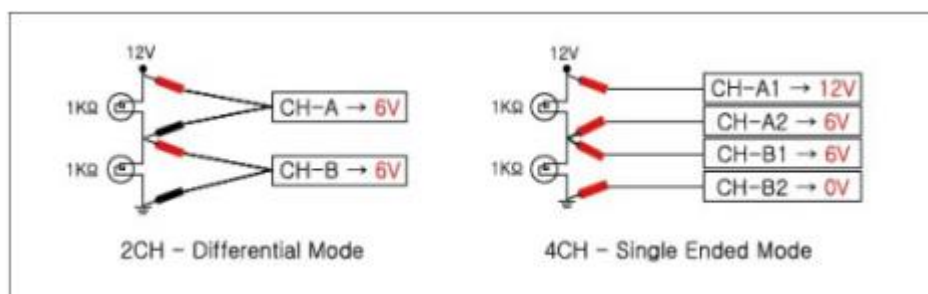 12V
1KΩ
CH-A → 6V
1KΩ
CH-B → 6V
2CH - Differential Mode
12V
1KΩ
CH-A1 → 12V
CH-A2 → 6V
CH-B1 → 6V
1KΩ
CH-B2 → 0V
4CH - Single Ended Mode